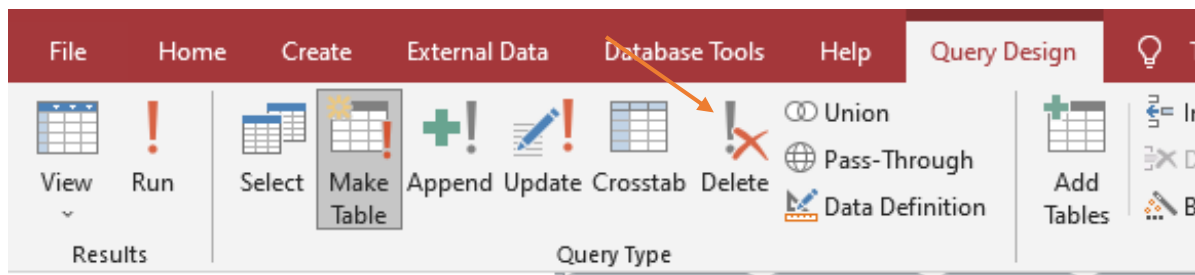 File Home Create External Data Database Tools Help Query Design
View Run Select Make Table Append Update Crosstab Delete
Union
Pass-Through
Data Definition
Add Tables
Results Query Type